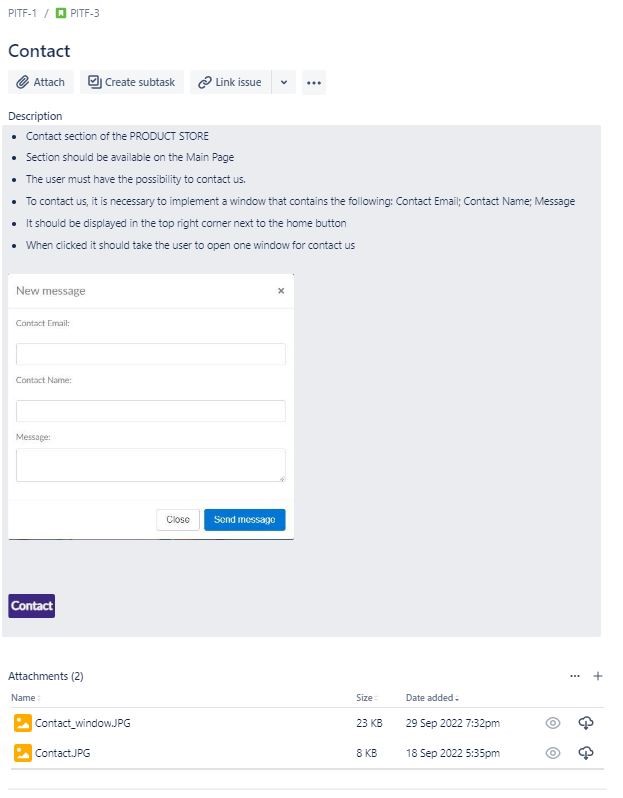 PITF-1 / PITF-3
Contact
Attach Create subtask Link issue
Description
Contact section of the PRODUCT STORE
Section should be available on the Main Page
The user must have the possibility to contact us.
To contact us, it is necessary to implement a window that contains the following: Contact Email; Contact Name; Message
It should be displayed in the top right corner next to the home button
When clicked it should take the user to open one window for contact us
New message ×
Contact Email:
Contact Name:
Message:
Close Send message
Contact
Attachments (2)
Name Size Date added
Contact_window.JPG 23 KB 29 Sep 2022 7:32pm
Contact.JPG 8 KB 18 Sep 2022 5:35pm